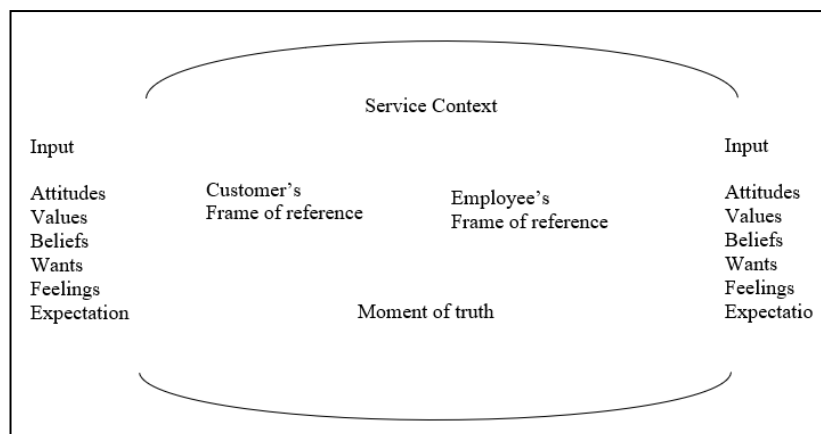 Service Context
Input
Attitudes
Values
Beliefs
Wants
Feelings
Expectation
Customer’s
Frame of reference
Employee’s
Frame of reference
Moment of truth
Input
Attitudes
Values
Beliefs
Wants
Feelings
Expectatio